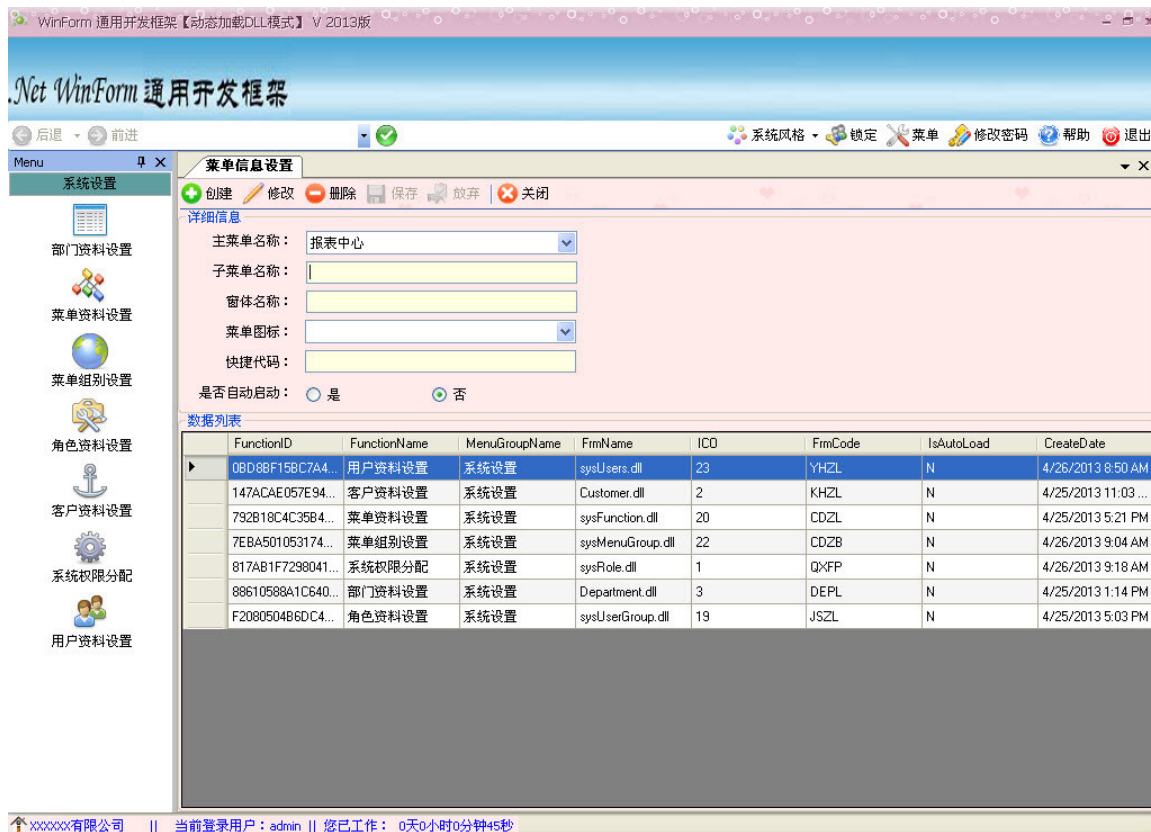 WinForm 通用开发框架【动态加载DLL模式】 V 2013版
.Net WinForm 通用开发框架
后退 前进 系统风格 锁定 菜单 修改密码 帮助 退出
Menu
系统设置
部门资料设置
菜单资料设置
菜单组别设置
角色资料设置
客户资料设置
系统权限分配
用户资料设置
菜单信息设置
创建 修改 删除 保存 放弃 关闭
详细信息
主菜单名称： 报表中心
子菜单名称：
窗体名称：
菜单图标：
快捷代码：
是否自动启动： 是 否
数据列表
FunctionID FunctionName MenuGroupName FrmName ICO FrmCode IsAutoLoad CreateDate
0BD8BF15BC7A4... 用户资料设置 系统设置 sysUsers.dll 23 YHZL N 4/26/2013 8:50 AM
147ACAE057E94... 客户资料设置 系统设置 Customer.dll 2 KHZL N 4/25/2013 11:03 ...
792B18C4C35B4... 菜单资料设置 系统设置 sysFunction.dll 20 CDZL N 4/25/2013 5:21 PM
7EBA501053174... 菜单组别设置 系统设置 sysMenuGroup.dll 22 CDZB N 4/26/2013 9:04 AM
817AB1F7298041... 系统权限分配 系统设置 sysRole.dll 1 QXFP N 4/26/2013 9:18 AM
88610588A1C640... 部门资料设置 系统设置 Department.dll 3 DEPL N 4/25/2013 1:14 PM
F2080504B6DC4... 角色资料设置 系统设置 sysUserGroup.dll 19 JSZL N 4/25/2013 5:03 PM
XXXXXX有限公司 || 当前登录用户：admin || 您已工作： 0天0小时0分钟45秒